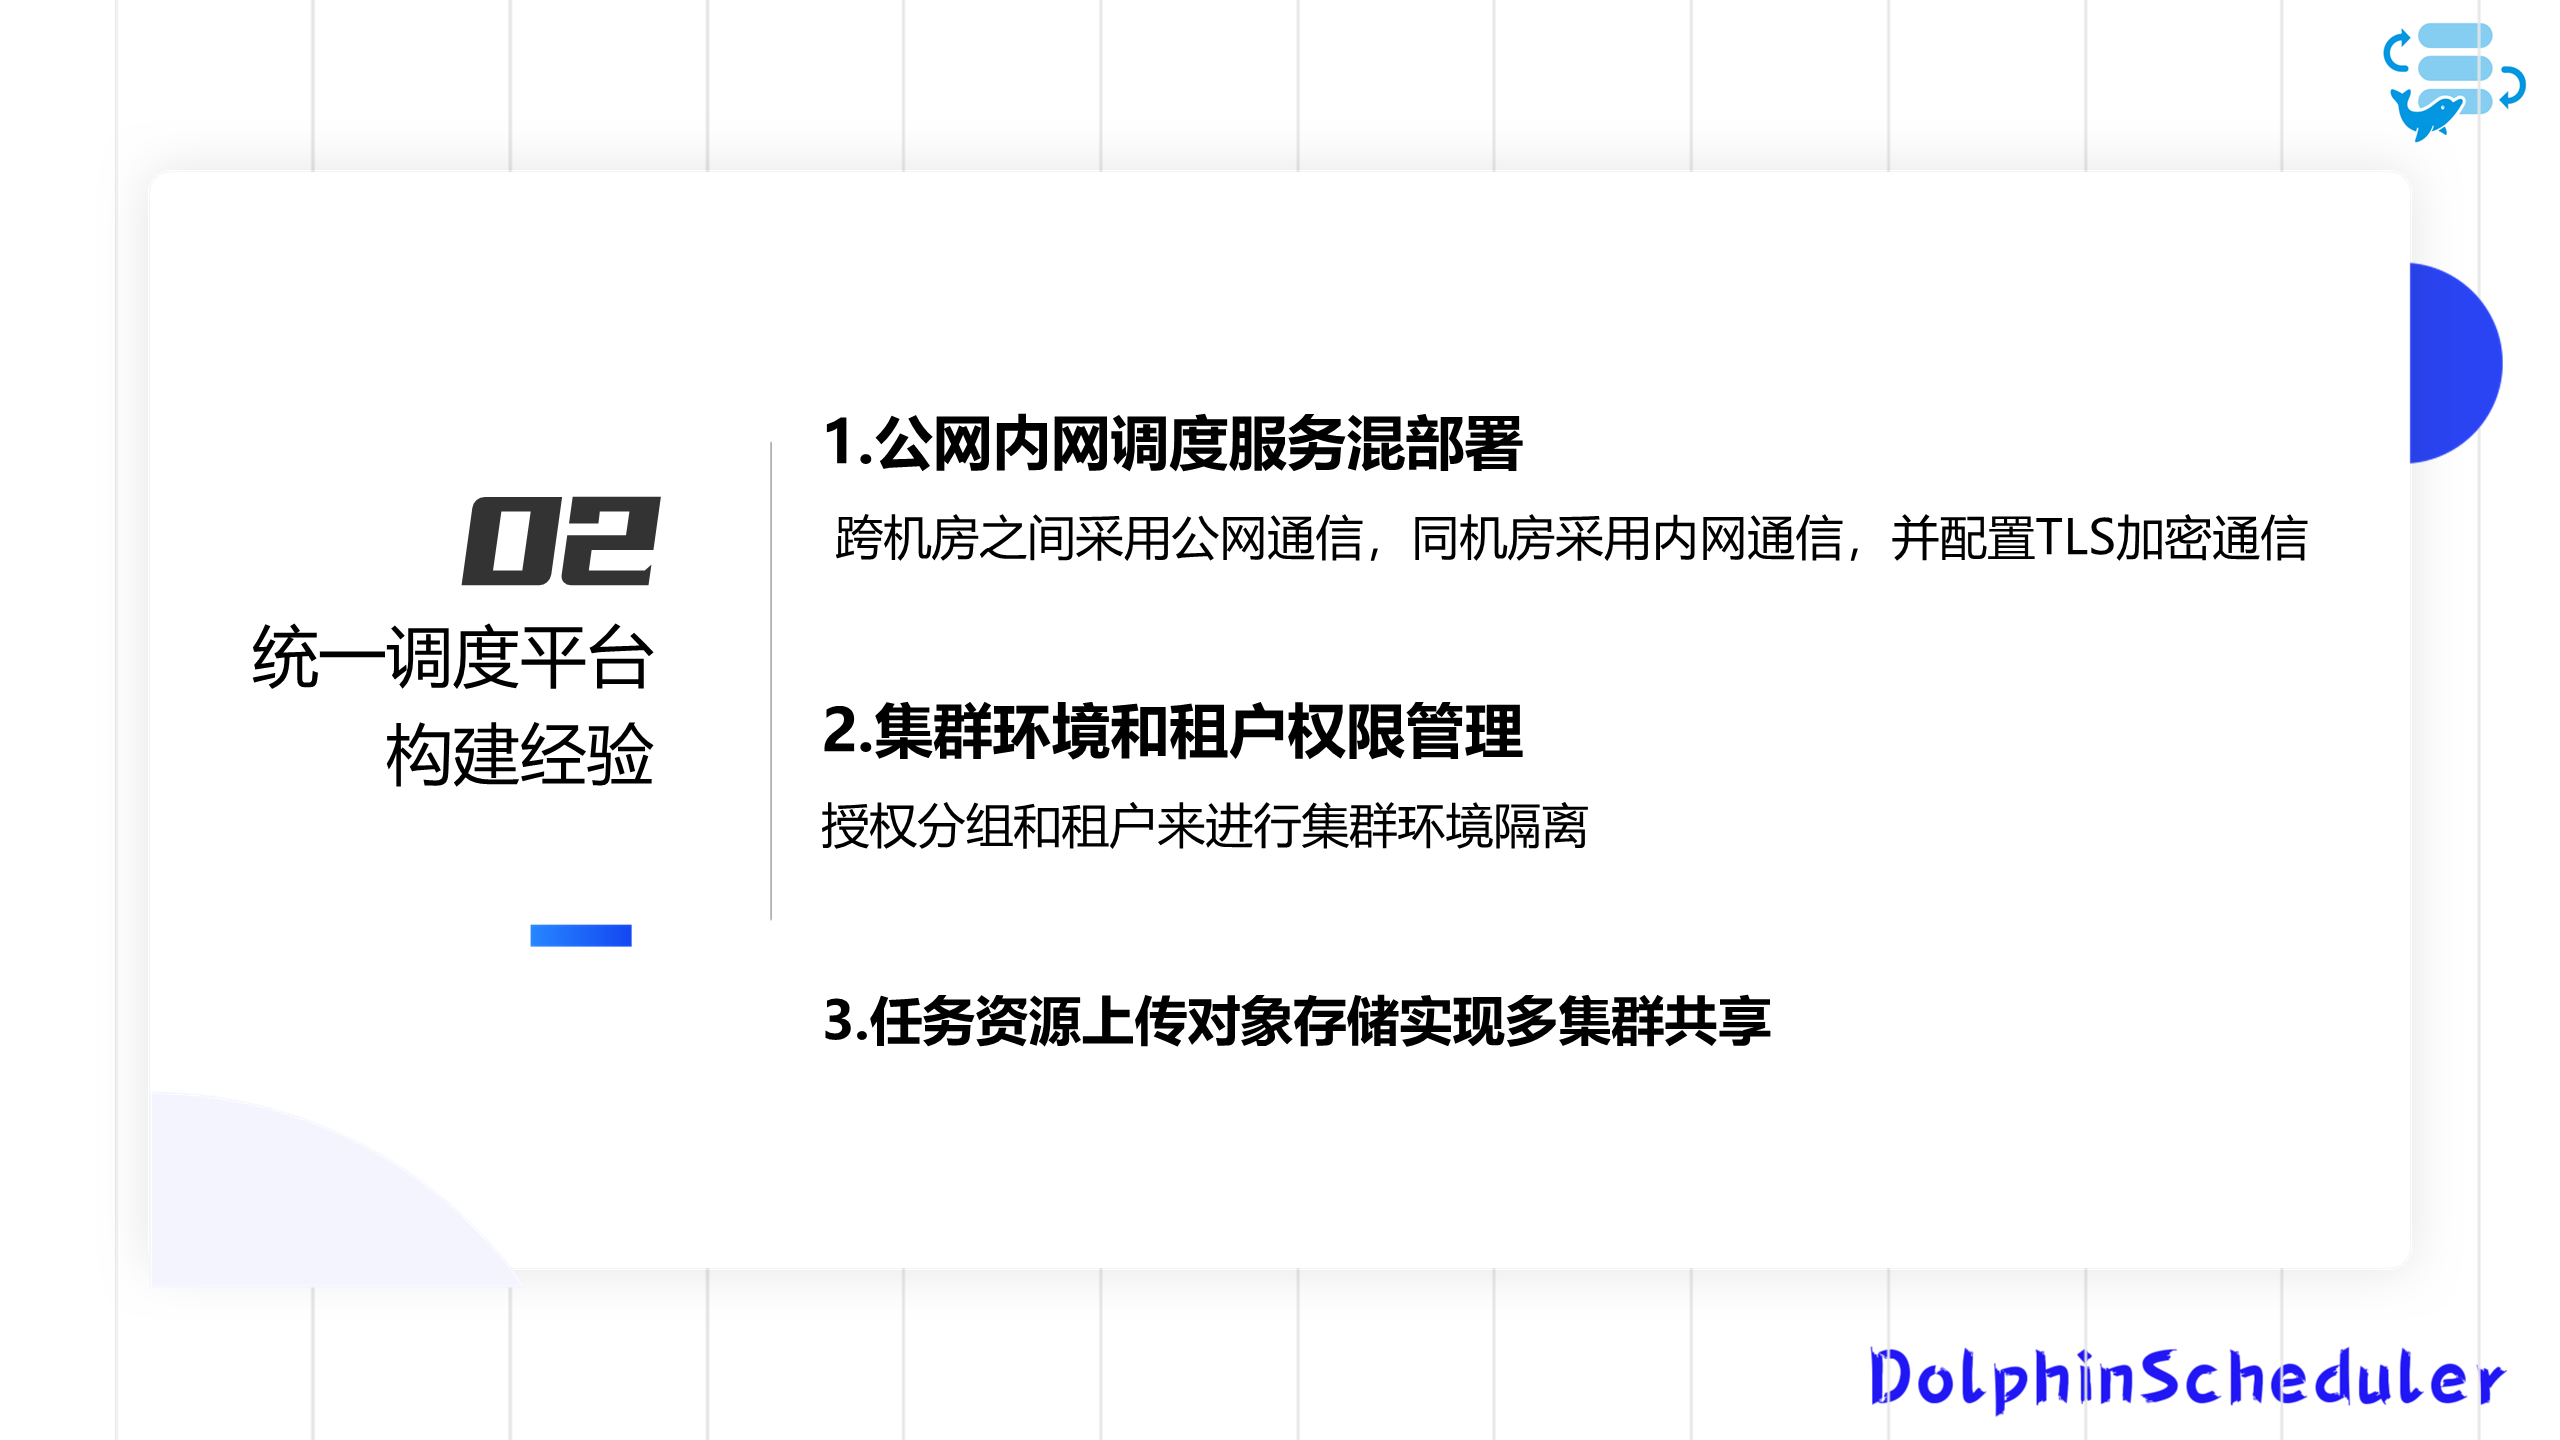 02
统一调度平台
构建经验
1.公网内网调度服务混部署
跨机房之间采用公网通信，同机房采用内网通信，并配置TLS加密通信
2.集群环境和租户权限管理
授权分组和租户来进行集群环境隔离
3.任务资源上传对象存储实现多集群共享
DolphinScheduler